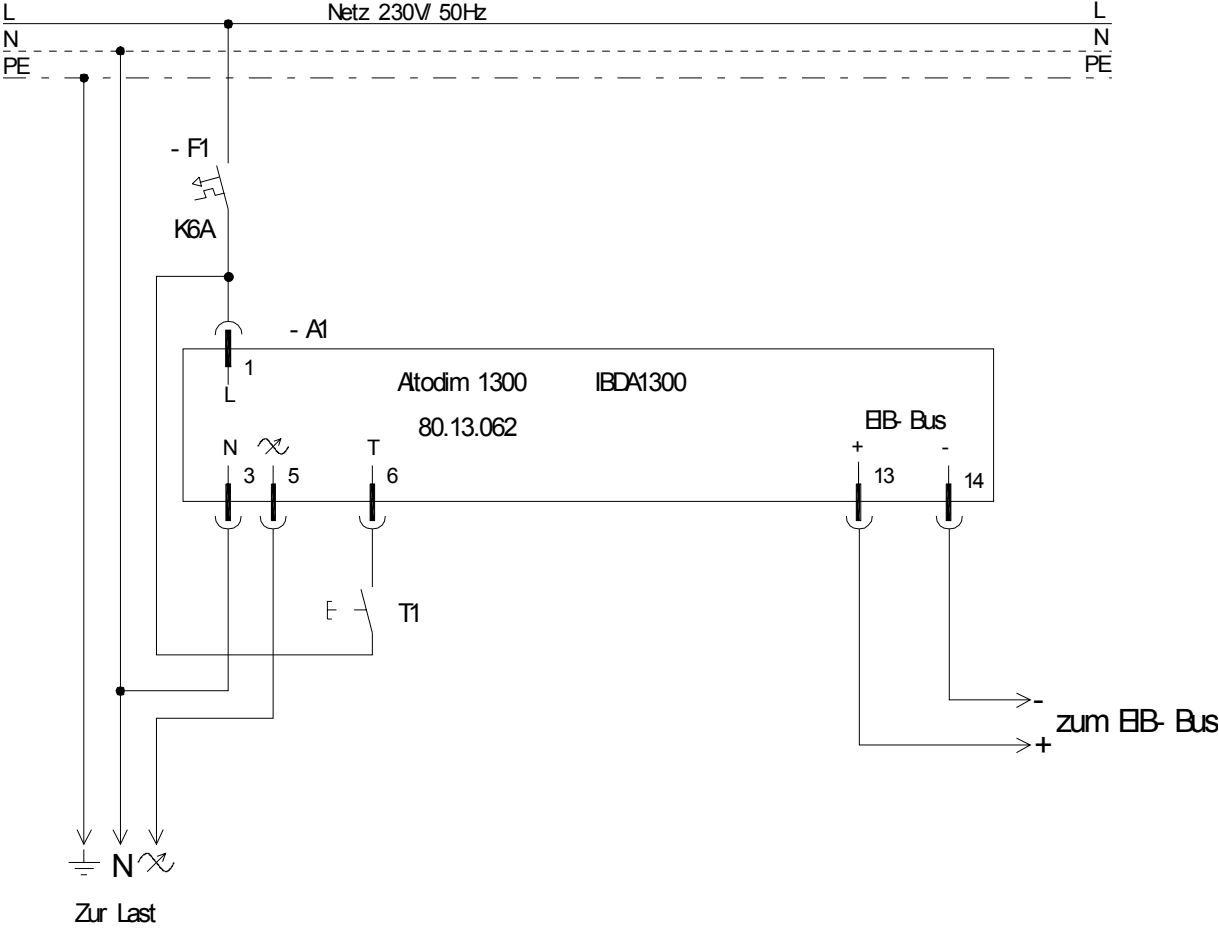 L Netz 230V/ 50Hz L
N N
PE PE
- F1
K6A
- A1
1
L
Altodim 1300 IBDA1300
80.13.062
EIB- Bus
N T + -
3 5 6 13 14
T1
-
zum EIB- Bus
+
N
Zur Last